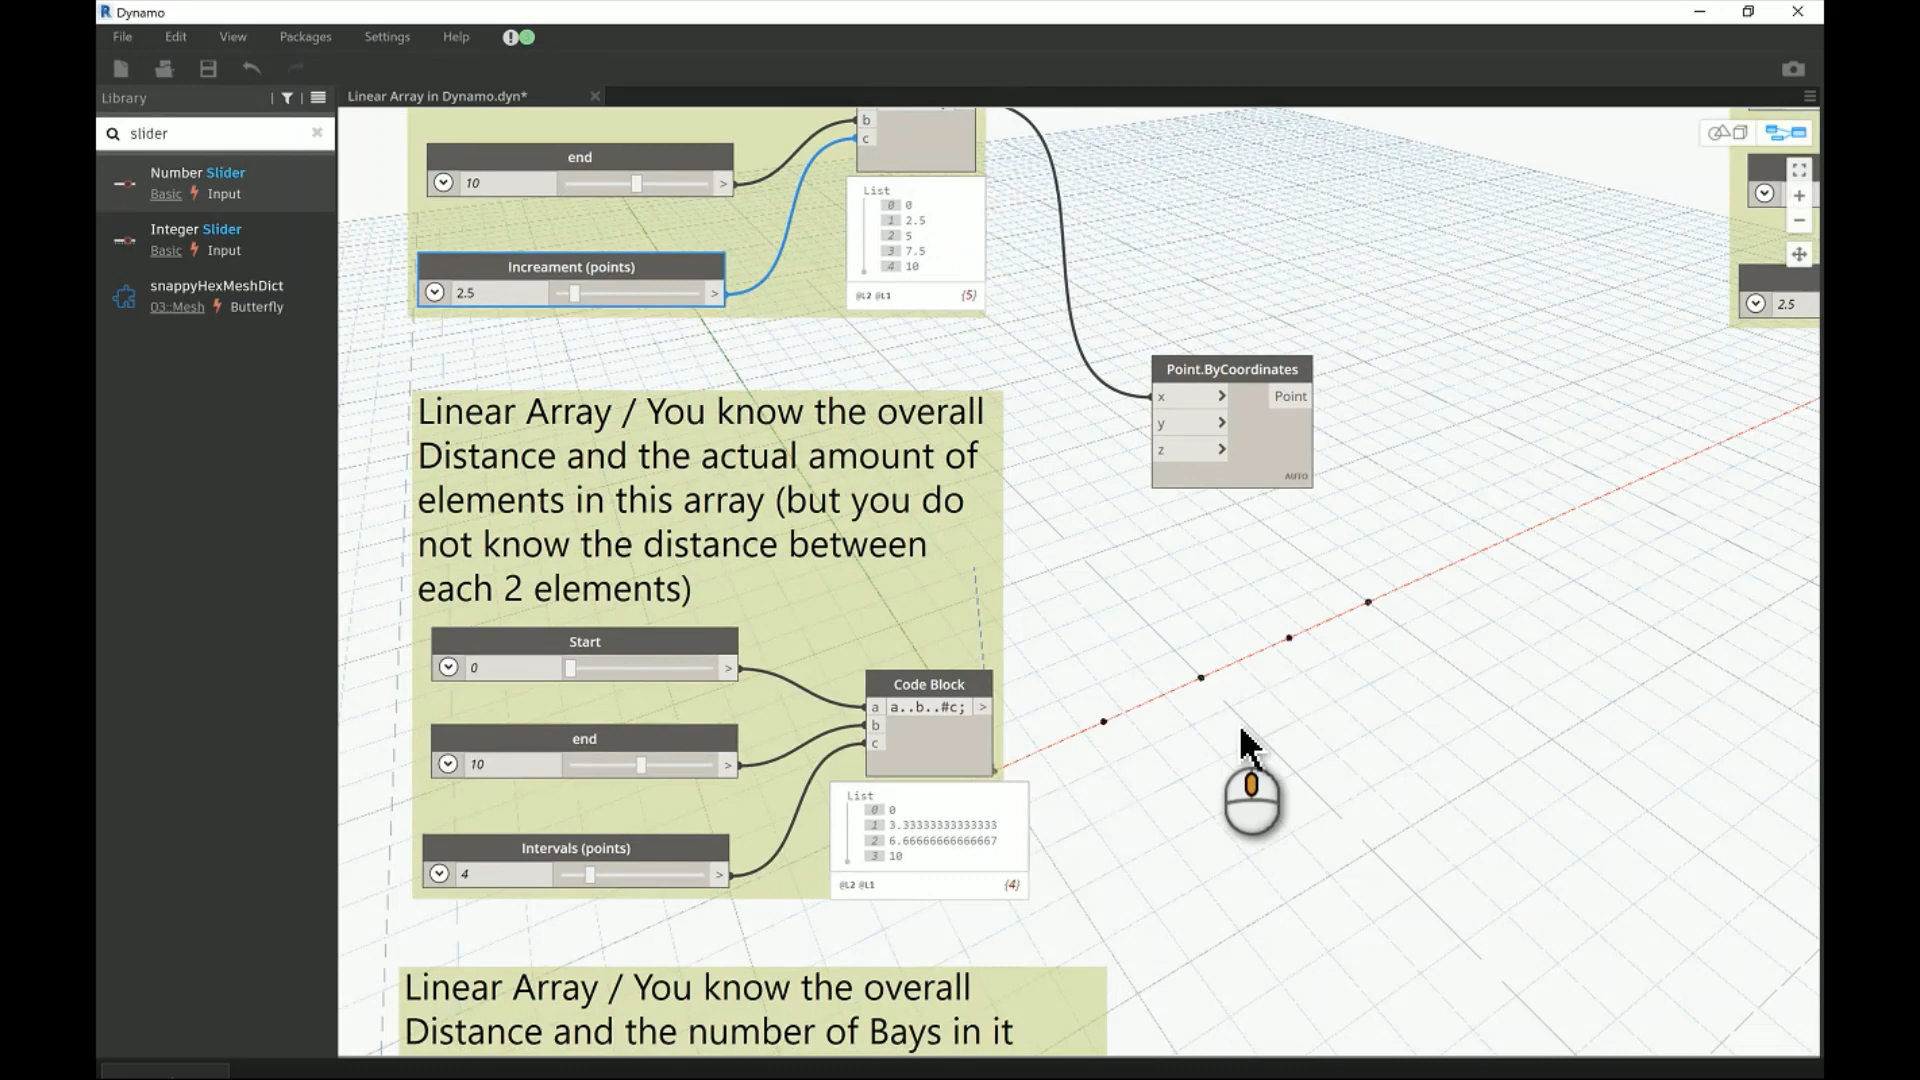 Dynamo
File Edit View Packages Settings Help
Library
Linear Array in Dynamo.dyn*
slider
Number Slider
Basic Input
Integer Slider
Basic Input
snappyHexMeshDict
03::Mesh Butterfly
b
c
end
10 >
List
0 0
1 2.5
2 5
3 7.5
4 10
@L2 @L1 {5}
Increament (points)
2.5 >
2.5
Point.ByCoordinates
x Point
y
z
AUTO
Linear Array / You know the overall
Distance and the actual amount of
elements in this array (but you do
not know the distance between
each 2 elements)
Start
0 >
Code Block
a a..b..#c; >
b
c
end
10 >
List
0 0
1 3.33333333333333
2 6.66666666666667
3 10
@L2 @L1 {4}
Intervals (points)
4 >
Linear Array / You know the overall
Distance and the number of Bays in it